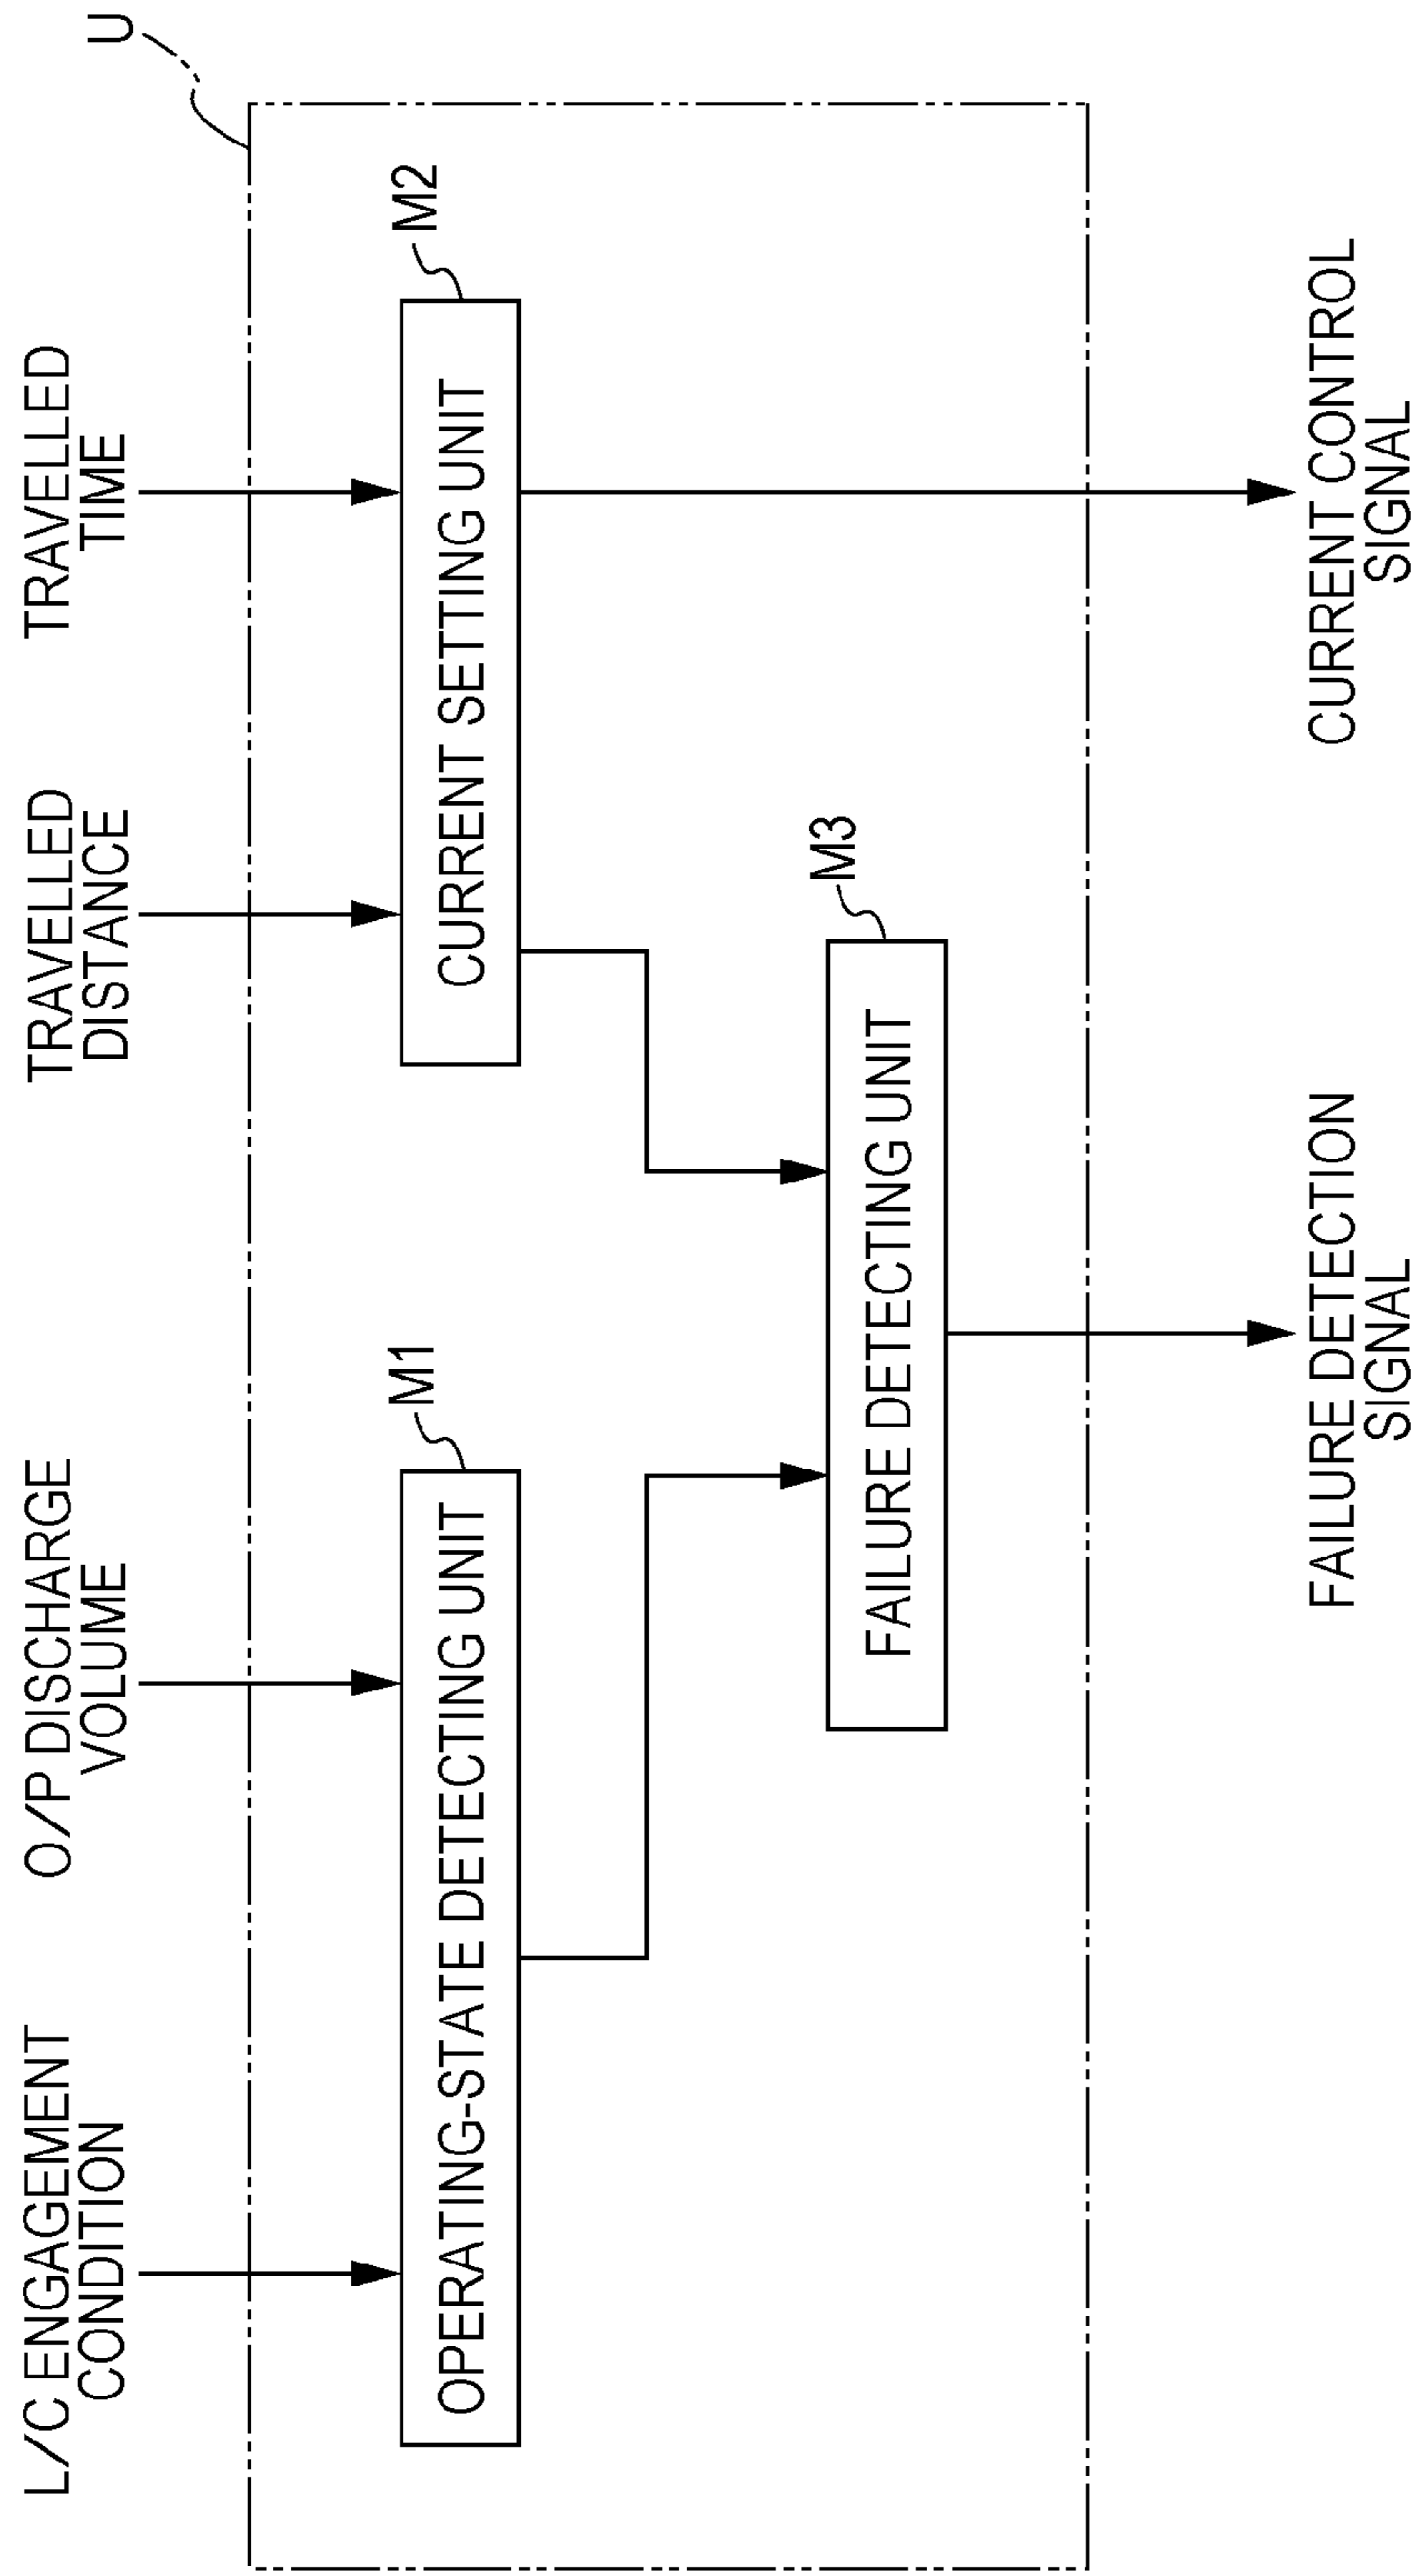 U
L/C ENGAGEMENT
CONDITION
O/P DISCHARGE
VOLUME
TRAVELLED
DISTANCE
TRAVELLED
TIME
M1
M2
OPERATING-STATE DETECTING UNIT
CURRENT SETTING UNIT
M3
FAILURE DETECTING UNIT
FAILURE DETECTION
SIGNAL
CURRENT CONTROL
SIGNAL